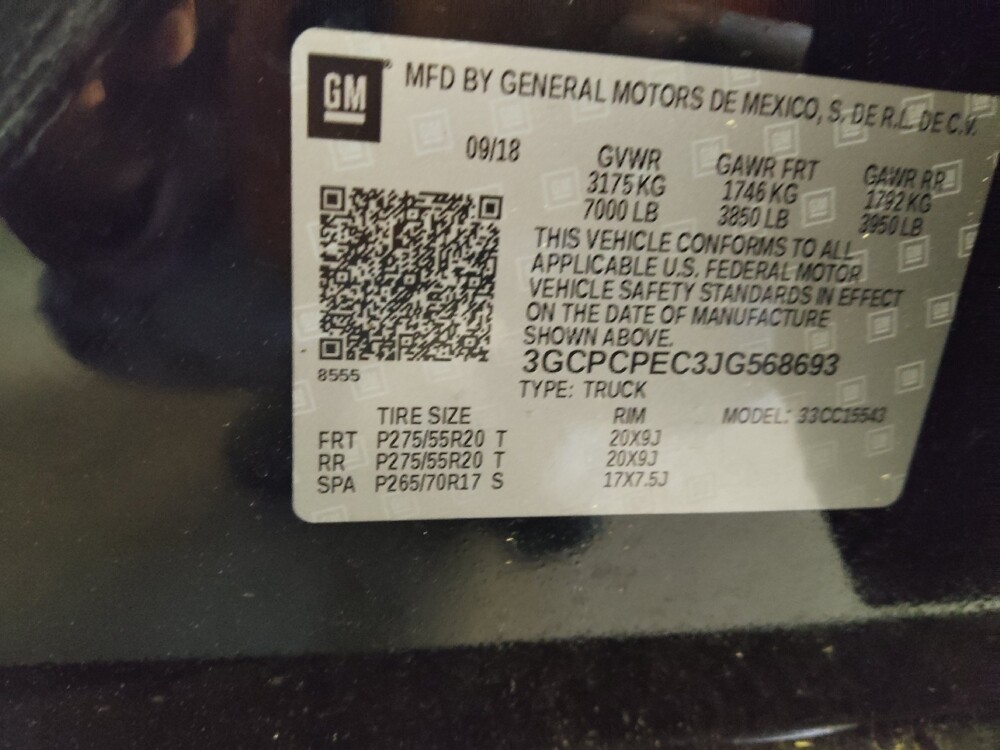 GM
MFD BY GENERAL MOTORS DE MEXICO, S. DE R.L. DE C.V.
09/18 GVWR GAWR FRT GAWR RR
3175 KG 1746 KG 1792 KG
7000 LB 3850 LB 3950 LB
THIS VEHICLE CONFORMS TO ALL
APPLICABLE U.S. FEDERAL MOTOR
VEHICLE SAFETY STANDARDS IN EFFECT
ON THE DATE OF MANUFACTURE
SHOWN ABOVE.
3GCPCPEC3JG568693
8555
TYPE: TRUCK
TIRE SIZE RIM MODEL: 33CC15543
FRT P275/55R20 T 20X9J
RR P275/55R20 T 20X9J
SPA P265/70R17 S 17X7.5J